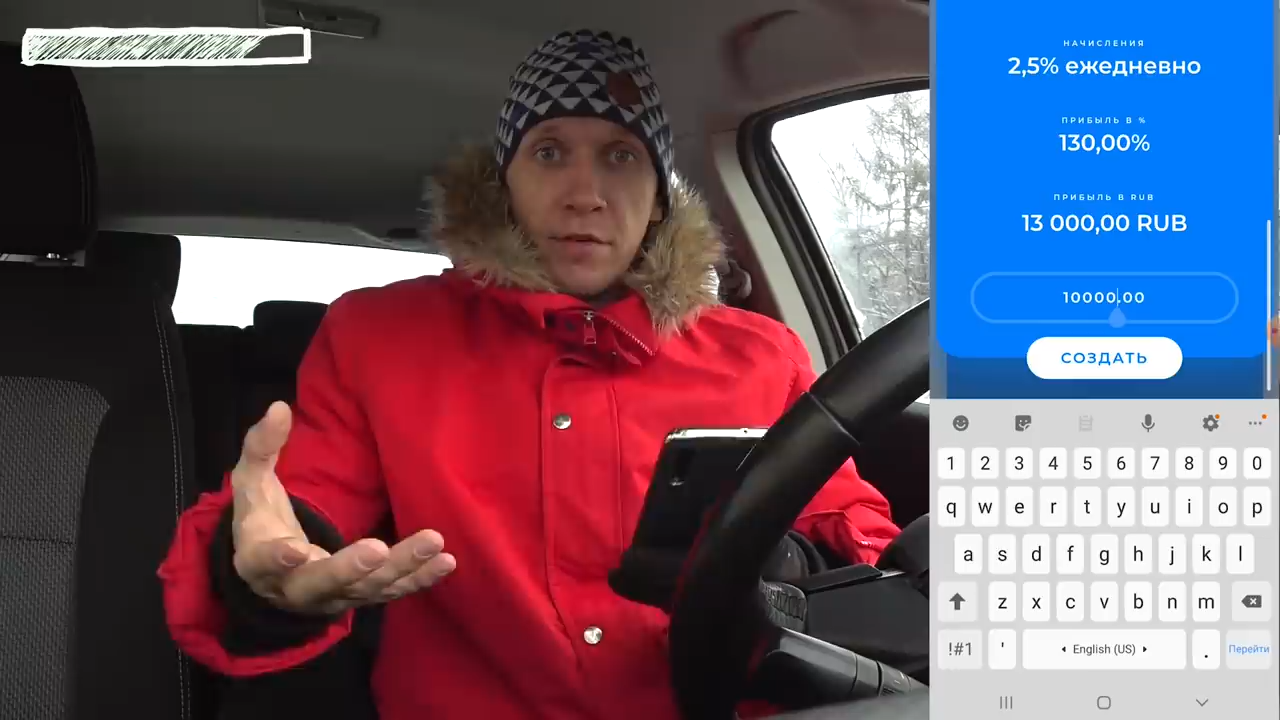 НАЧИСЛЕНИЯ
2,5% ежедневно
ПРИБЫЛЬ В %
130,00%
ПРИБЫЛЬ В RUB
13 000,00 RUB
10000.00
СОЗДАТЬ
1 2 3 4 5 6 7 8 9 0
q w e r t y u i o p
a s d f g h j k l
z x c v b n m
!#1 ' English (US) . Перейти